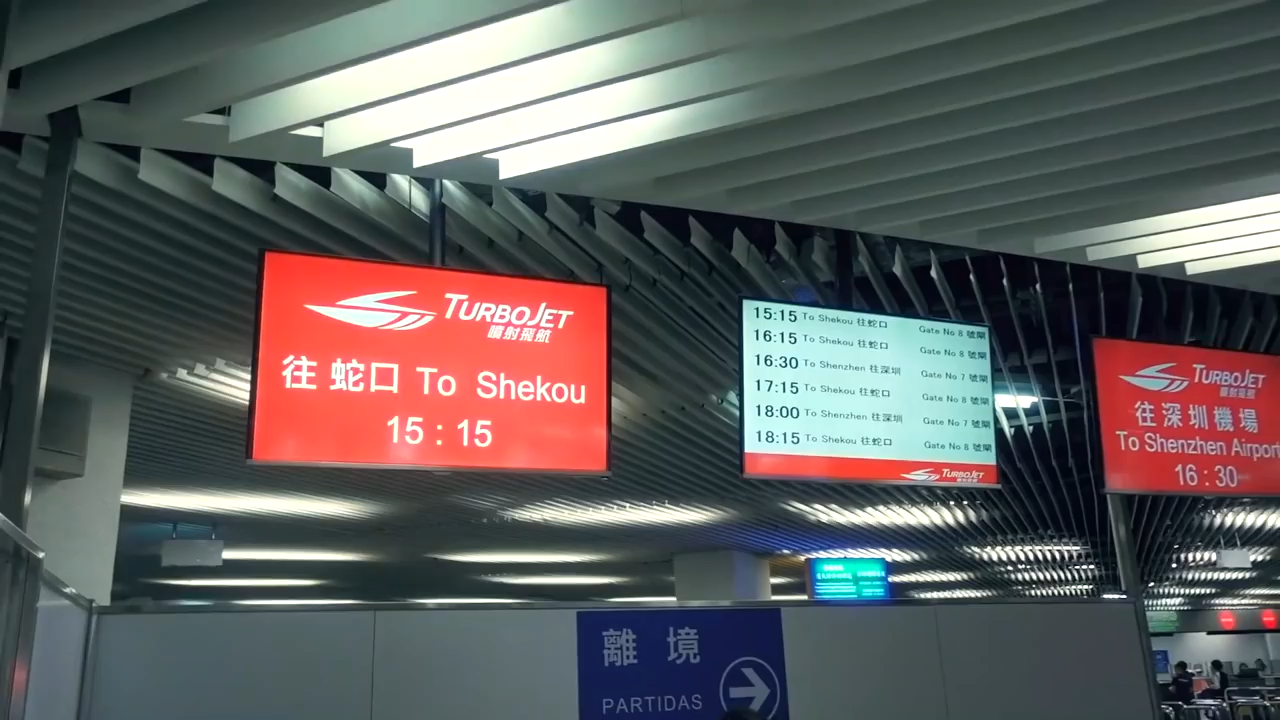 TURBOJET
噴射飛航
往 蛇口 To Shekou
15 : 15
15:15 To Shekou 往蛇口 Gate No 8 號閘
16:15 To Shekou 往蛇口 Gate No 8 號閘
16:30 To Shenzhen 往深圳 Gate No 7 號閘
17:15 To Shekou 往蛇口 Gate No 8 號閘
18:00 To Shenzhen 往深圳 Gate No 7 號閘
18:15 To Shekou 往蛇口 Gate No 8 號閘
TURBOJET
噴射飛航
TURBOJET
噴射飛航
往深圳機場
To Shenzhen Airport
16 : 30
離 境
PARTIDAS